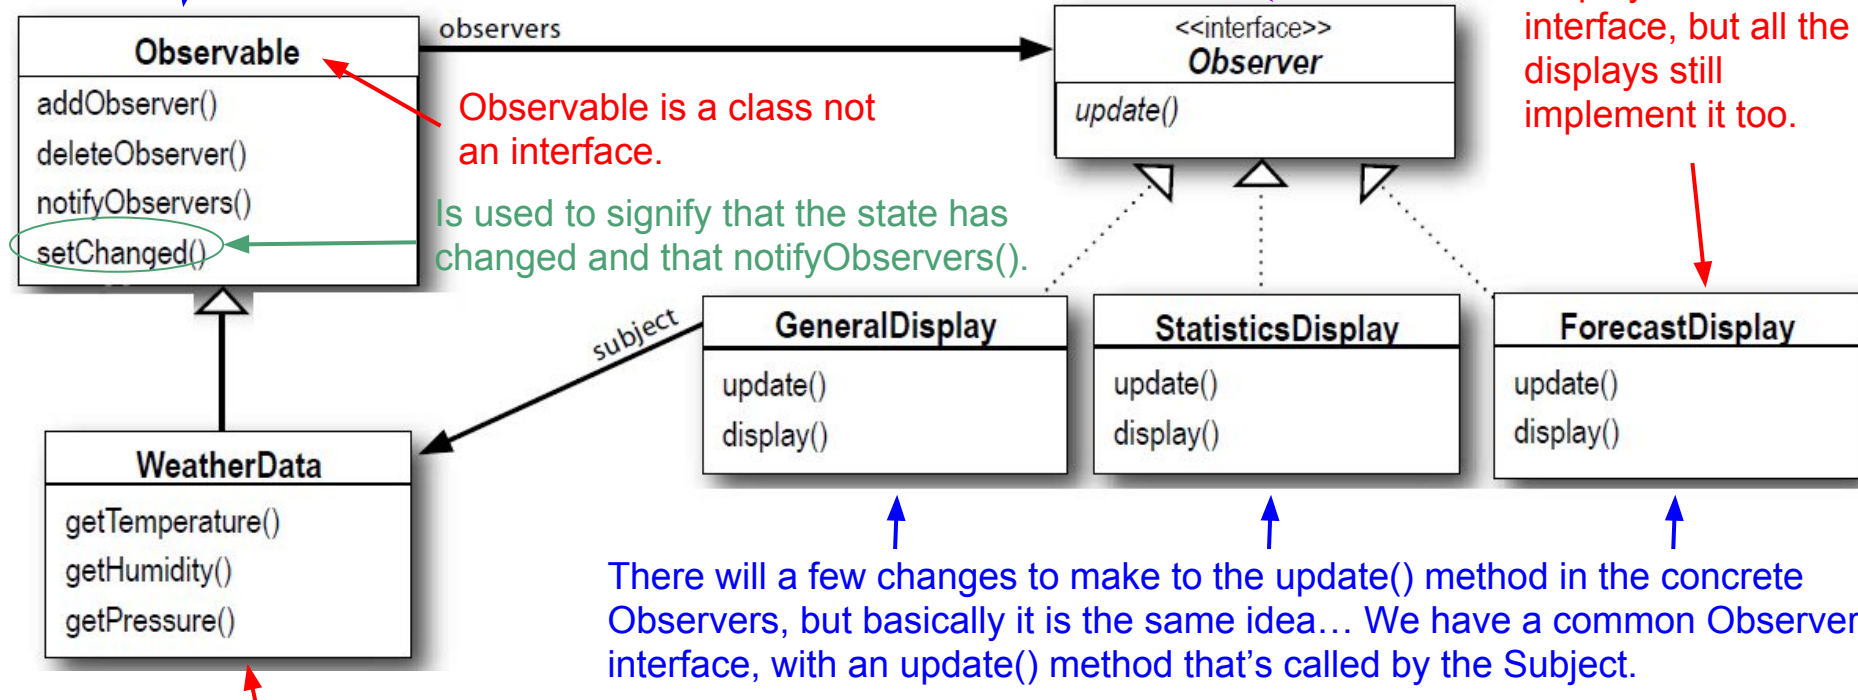 Observable
addObserver()
deleteObserver()
notifyObservers()
setChanged()
observers
Observable is a class not
an interface.
Is used to signify that the state has
changed and that notifyObservers().
<<interface>>
Observer
update()
interface, but all the
displays still
implement it too.
subject
GeneralDisplay
update()
display()
StatisticsDisplay
update()
display()
ForecastDisplay
update()
display()
WeatherData
getTemperature()
getHumidity()
getPressure()
There will a few changes to make to the update() method in the concrete
Observers, but basically it is the same idea… We have a common Observer
interface, with an update() method that’s called by the Subject.